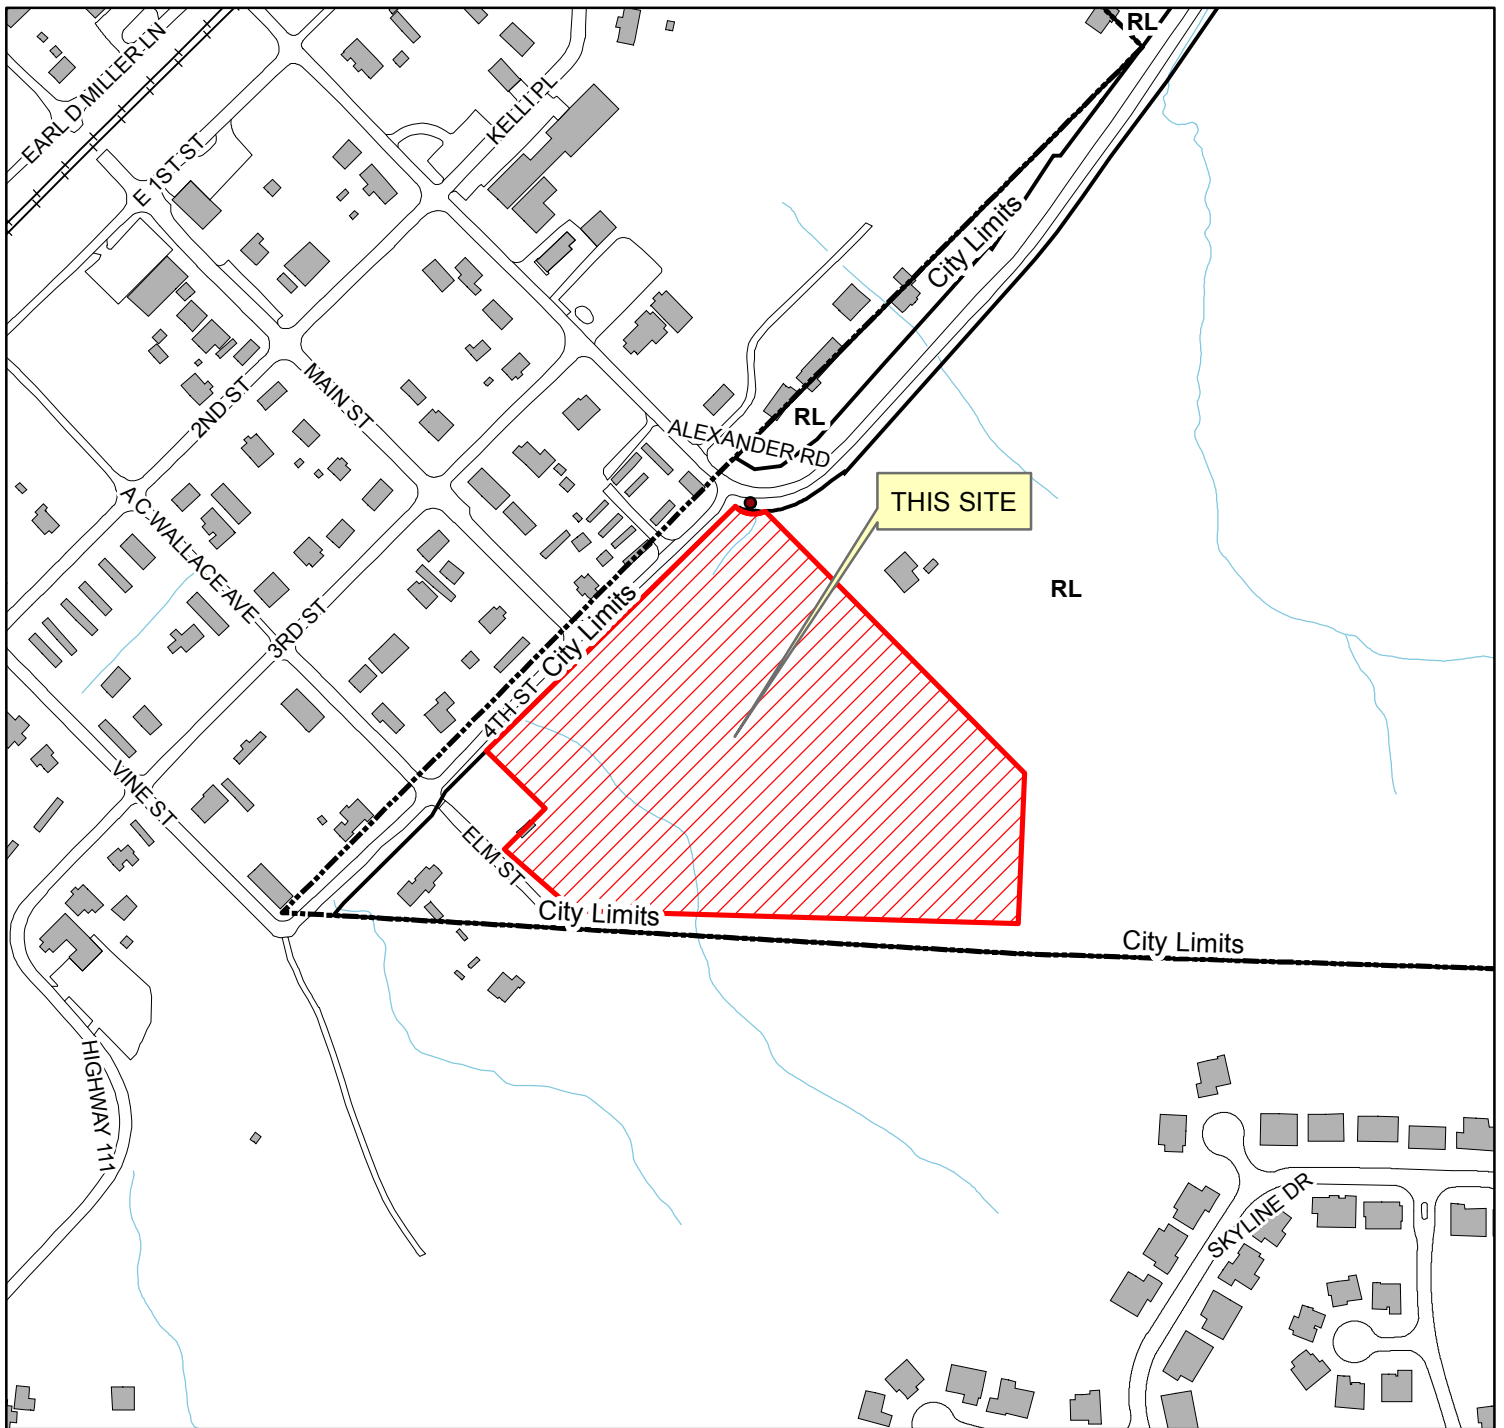 RL
EARL D MILLER LN
KELLI PL
E 1ST ST
City Limits
MAIN ST
2ND ST
RL
ALEXANDER RD
THIS SITE
A C WALLACE AVE
RL
3RD ST
City Limits
4TH ST
VINE ST
ELM ST
City Limits
City Limits
HIGHWAY 111
SKYLINE DR